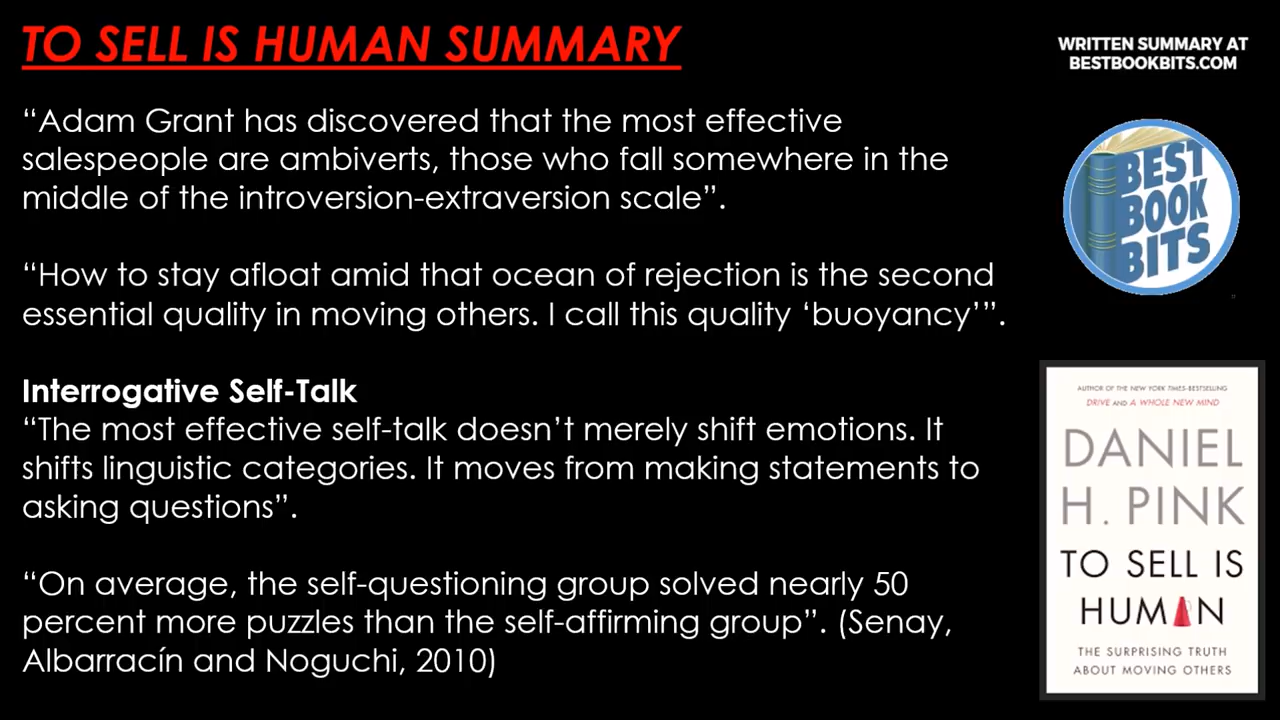 TO SELL IS HUMAN SUMMARY
“Adam Grant has discovered that the most effective
salespeople are ambiverts, those who fall somewhere in the
middle of the introversion-extraversion scale”.
“How to stay afloat amid that ocean of rejection is the second
essential quality in moving others. I call this quality ‘buoyancy’”.
Interrogative Self-Talk
“The most effective self-talk doesn’t merely shift emotions. It
shifts linguistic categories. It moves from making statements to
asking questions”.
“On average, the self-questioning group solved nearly 50
percent more puzzles than the self-affirming group”. (Senay,
Albarracín and Noguchi, 2010)
WRITTEN SUMMARY AT
BESTBOOKBITS.COM
BEST
BOOK
BITS
AUTHOR OF THE NEW YORK TIMES-BESTSELLING
DRIVE AND A WHOLE NEW MIND
DANIEL
H. PINK
TO SELL IS
HUMAN
THE SURPRISING TRUTH
ABOUT MOVING OTHERS